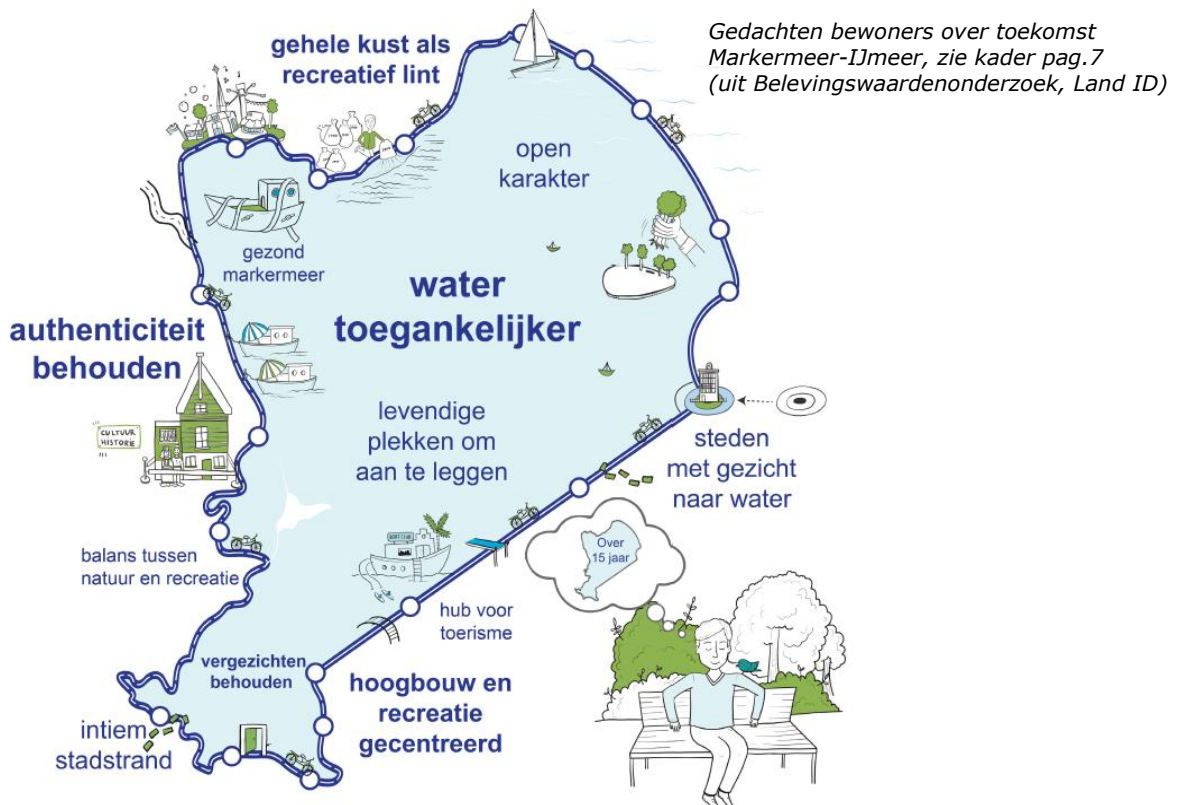 Gedachten bewoners over toekomst
Markermeer-IJmeer, zie kader pag.7
(uit Belevingswaardenonderzoek, Land ID)
gehele kust als
recreatief lint
open
karakter
gezond
markermeer
water
toegankelijker
authenticiteit
behouden
CULTUUR
HISTORIE
levendige
plekken om
aan te leggen
steden
met gezicht
naar water
balans tussen
natuur en recreatie
BOOT CLUB
Over
15 jaar
hub voor
toerisme
vergezichten
behouden
hoogbouw en
recreatie
gecentreerd
intiem
stadstrand